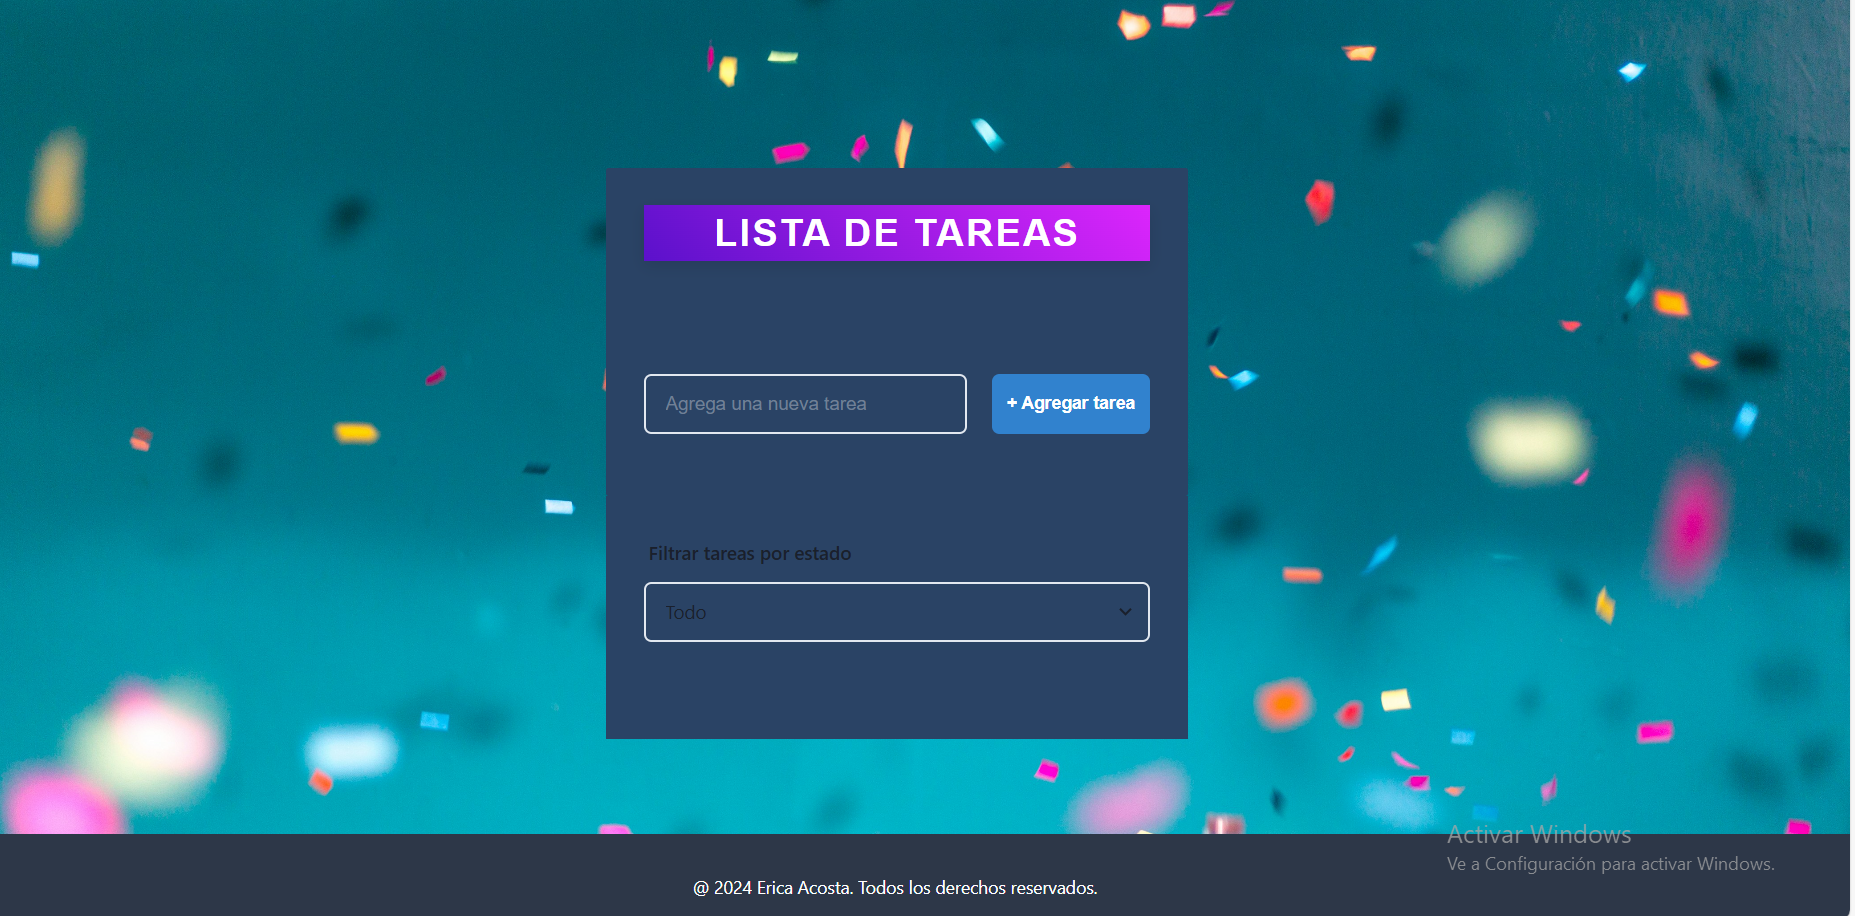 LISTA DE TAREAS
Agrega una nueva tarea
+ Agregar tarea
Filtrar tareas por estado
Todo
Activar Windows
Ve a Configuración para activar Windows.
@ 2024 Erica Acosta. Todos los derechos reservados.